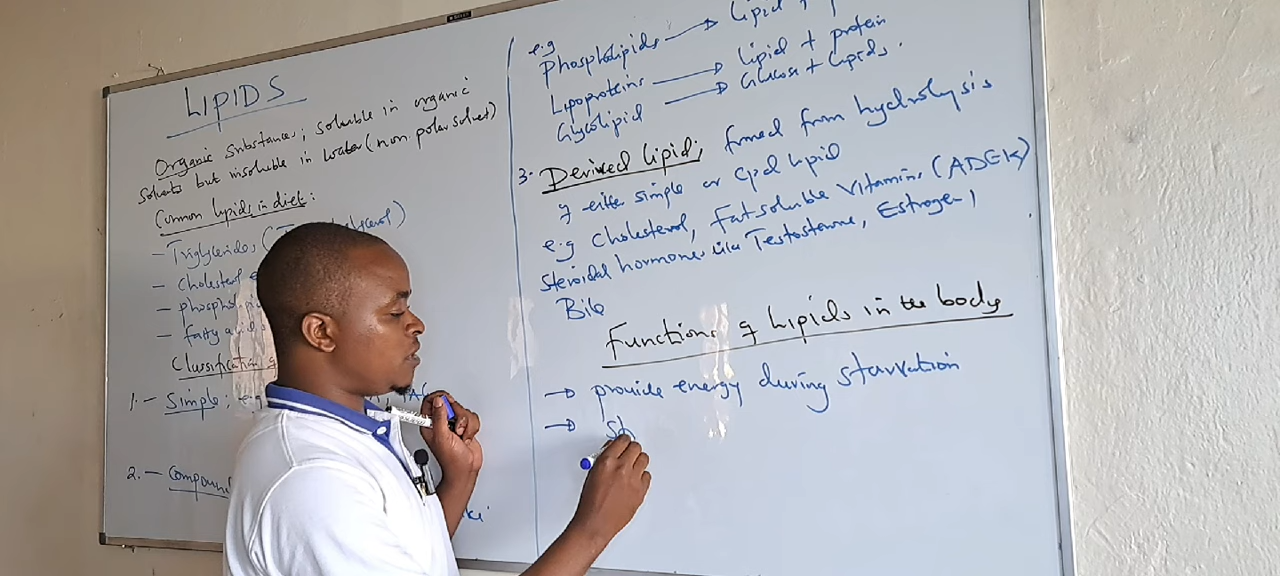 LIPIDS
Organic substances; soluble in organic
solvents but insoluble in water (non polar solvent)
Common lipids in diet:
- Triglycerides (
- Cholesterol
- phospholi
- fatty acids
Classification
1. - Simple, e.g
2. - Compoun
e.g
Phospholipids → Lipid +
Lipoproteins → Lipid + protein
Glycolipid → Glucose + Lipids.
3. Derived lipid; formed from hydrolysis
of either simple or cpd lipid
e.g Cholesterol, Fat soluble Vitamins (ADEK)
Steroidal hormones like Testosterone, Estrogen,
Bile
Functions of Lipids in the body
→ provide energy during starvation
→ St